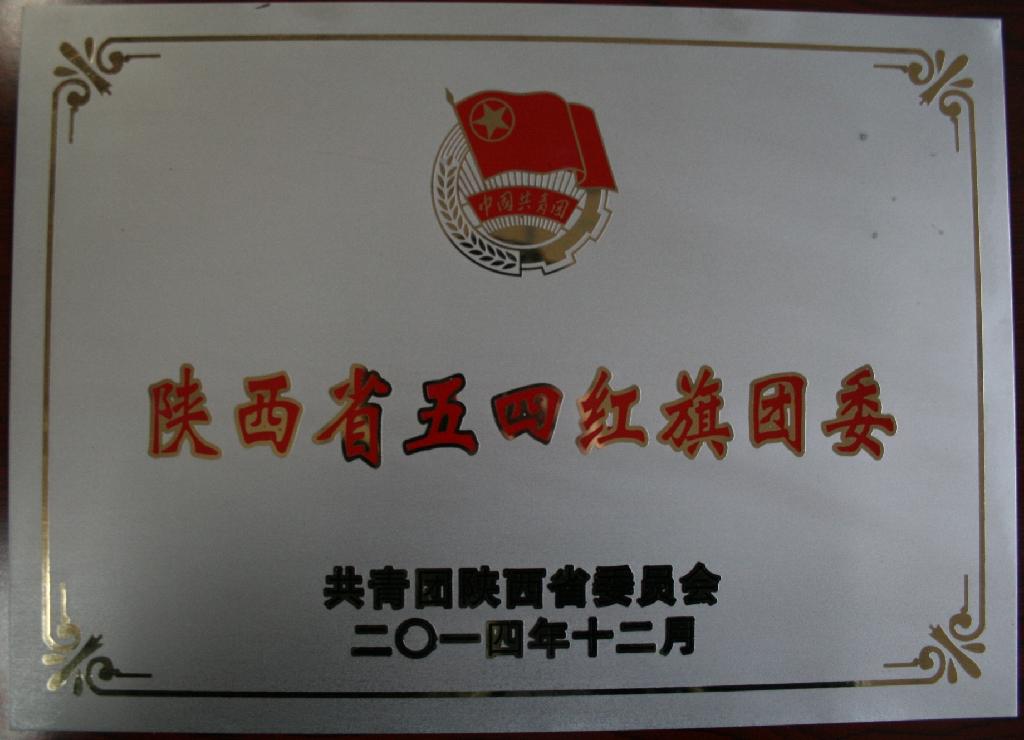 中国共青团
陕西省五四红旗团委
共青团陕西省委员会
二〇一四年十二月